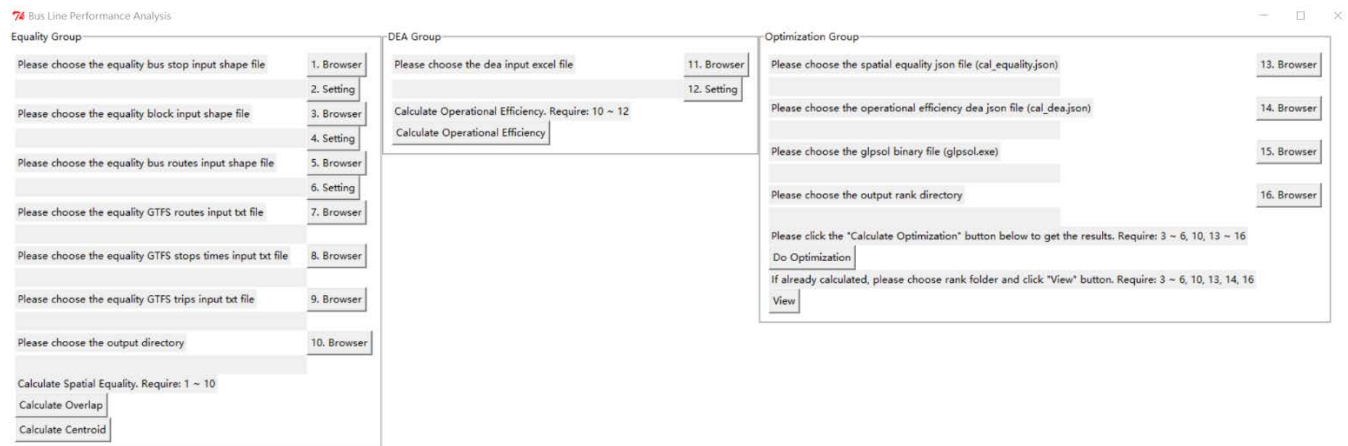 Bus Line Performance Analysis
Equality Group
Please choose the equality bus stop input shape file
1. Browser
2. Setting
Please choose the equality block input shape file
3. Browser
4. Setting
Please choose the equality bus routes input shape file
5. Browser
6. Setting
Please choose the equality GTFS routes input txt file
7. Browser
Please choose the equality GTFS stops times input txt file
8. Browser
Please choose the equality GTFS trips input txt file
9. Browser
Please choose the output directory
10. Browser
Calculate Spatial Equality. Require: 1 ~ 10
Calculate Overlap
Calculate Centroid
DEA Group
Please choose the dea input excel file
11. Browser
12. Setting
Calculate Operational Efficiency. Require: 10 ~ 12
Calculate Operational Efficiency
Optimization Group
Please choose the spatial equality json file (cal_equality.json)
13. Browser
Please choose the operational efficiency dea json file (cal_dea.json)
14. Browser
Please choose the glpsol binary file (glpsol.exe)
15. Browser
Please choose the output rank directory
16. Browser
Please click the "Calculate Optimization" button below to get the results. Require: 3 ~ 6, 10, 13 ~ 16
Do Optimization
If already calculated, please choose rank folder and click "View" button. Require: 3 ~ 6, 10, 13, 14, 16
View